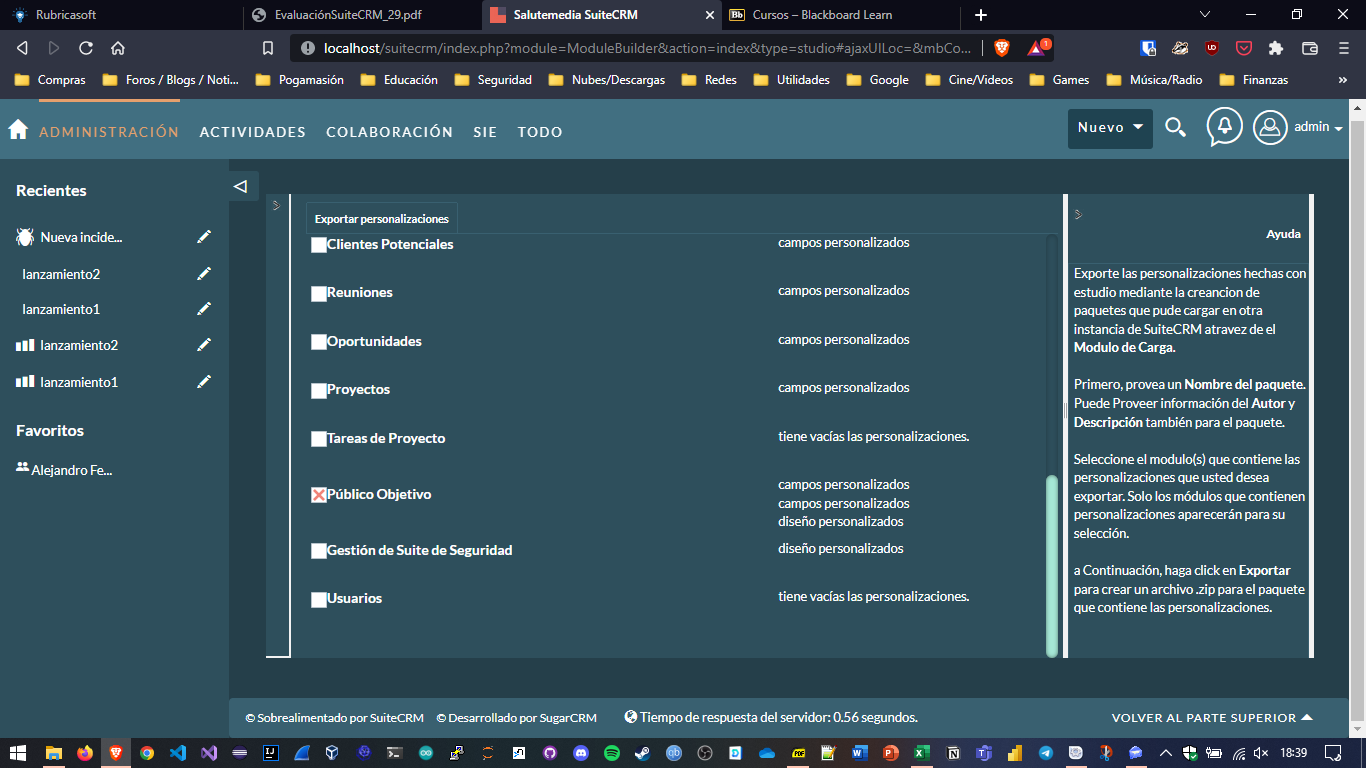 Rubricasoft
EvaluaciónSuiteCRM_29.pdf
Salutemedia SuiteCRM
Bb
Cursos – Blackboard Learn
localhost/suitecrm/index.php?module=ModuleBuilder&action=index&type=studio#ajaxUILoc=&mbCo...
1
Compras
Foros / Blogs / Noti...
Pogamasión
Educación
Seguridad
Nubes/Descargas
Redes
Utilidades
Google
Cine/Videos
Games
Música/Radio
Finanzas
»
ADMINISTRACIÓN
ACTIVIDADES
COLABORACIÓN
SIE
TODO
Nuevo
admin
Recientes
Nueva incide...
lanzamiento2
lanzamiento1
lanzamiento2
lanzamiento1
Favoritos
Alejandro Fe...
Exportar personalizaciones
Clientes Potenciales
campos personalizados
Reuniones
campos personalizados
Oportunidades
campos personalizados
Proyectos
campos personalizados
Tareas de Proyecto
tiene vacías las personalizaciones.
Público Objetivo
campos personalizados
campos personalizados
diseño personalizados
Gestión de Suite de Seguridad
diseño personalizados
Usuarios
tiene vacías las personalizaciones.
Ayuda
Exporte las personalizaciones hechas con
estudio mediante la creancion de
paquetes que pude cargar en otra
instancia de SuiteCRM atravez de el
Modulo de Carga.
Primero, provea un Nombre del paquete.
Puede Proveer información del Autor y
Descripción también para el paquete.
Seleccione el modulo(s) que contiene las
personalizaciones que usted desea
exportar. Solo los módulos que contienen
personalizaciones aparecerán para su
selección.
a Continuación, haga click en Exportar
para crear un archivo .zip para el paquete
que contiene las personalizaciones.
© Sobrealimentado por SuiteCRM
© Desarrollado por SugarCRM
Tiempo de respuesta del servidor: 0.56 segundos.
VOLVER AL PARTE SUPERIOR
18:39